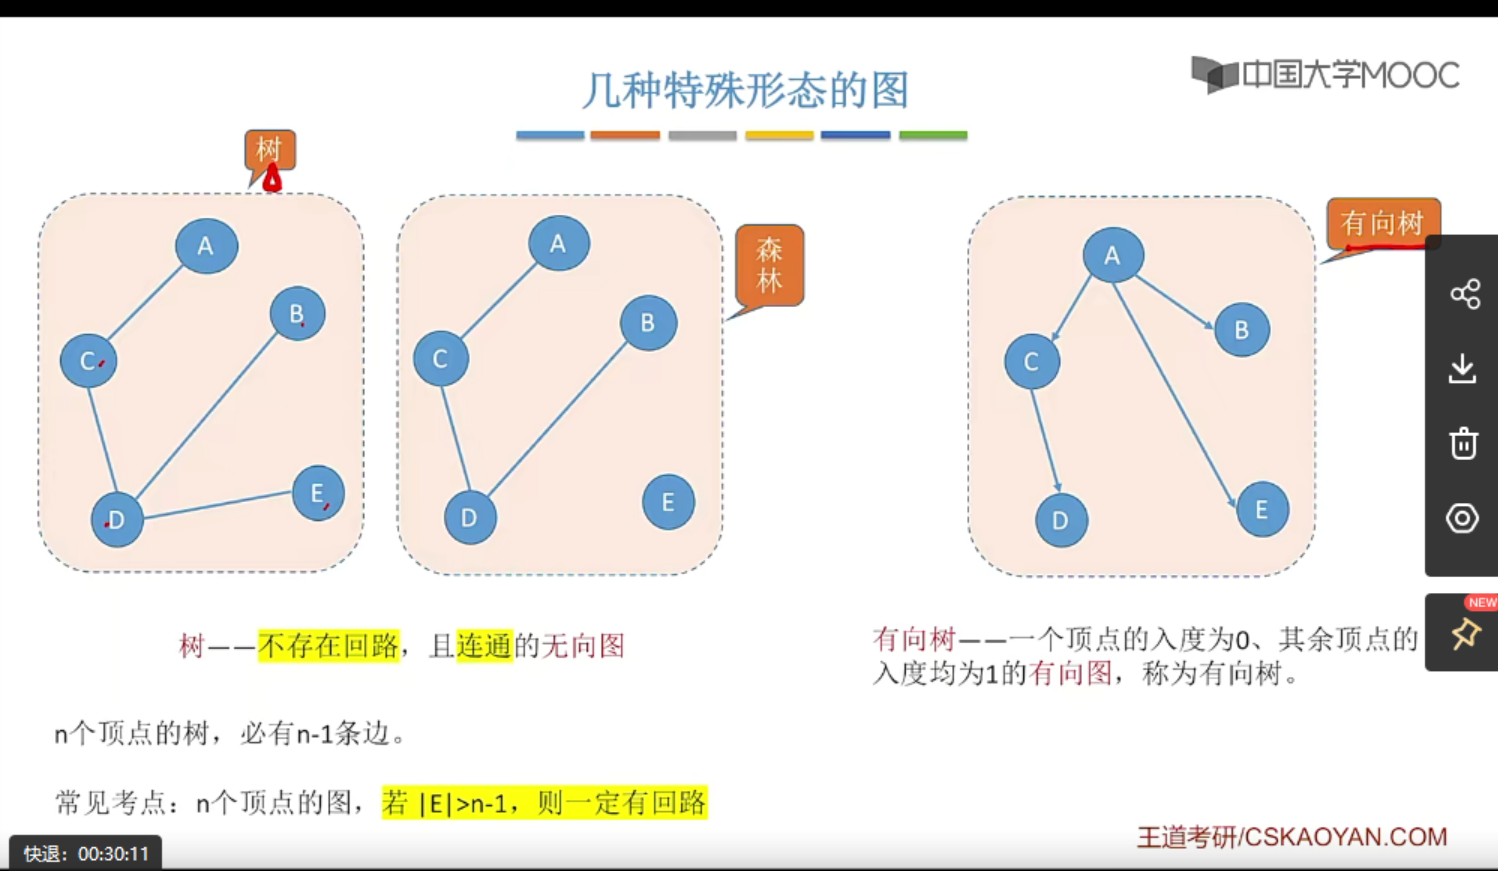 几种特殊形态的图
中国大学MOOC
树
A
B
C
D
E
A
B
C
D
E
森
林
A
B
C
D
E
有向树
树——不存在回路，且连通的无向图
有向树——一个顶点的入度为0、其余顶点的
入度均为1的有向图，称为有向树。
n个顶点的树，必有n-1条边。
常见考点：n个顶点的图，若 |E|>n-1，则一定有回路
NEW
王道考研/CSKAOYAN.COM
快退：00:30:11